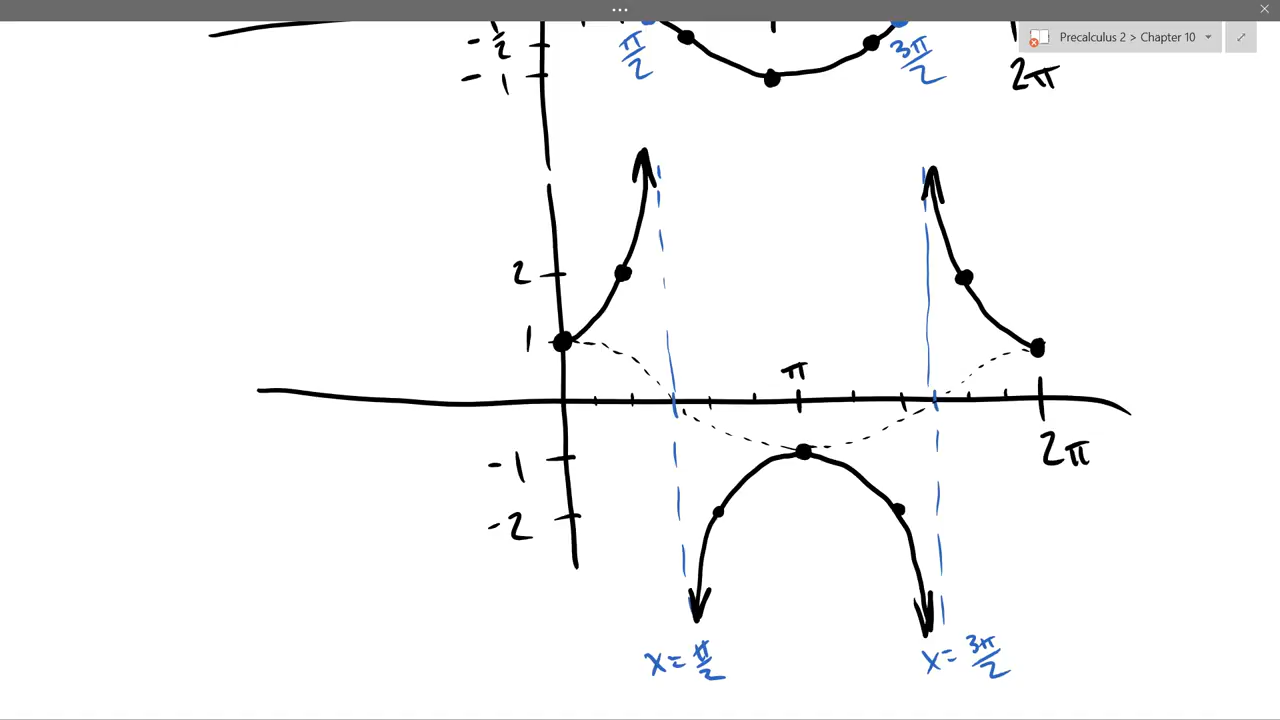 ...
Precalculus 2 > Chapter 10
-1/2
π/2
3π/2
-1
2π
2
1
π
2π
-1
-2
x=π/2
x=3π/2